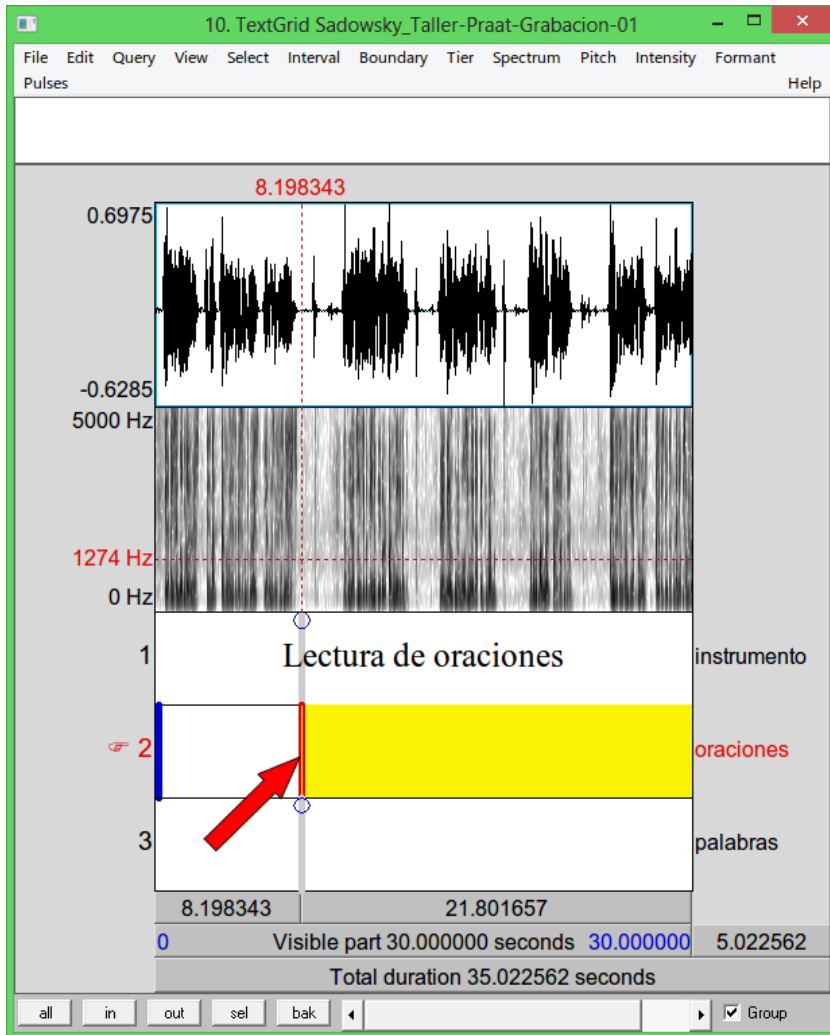 10. TextGrid Sadowsky_Taller-Praat-Grabacion-01
File Edit Query View Select Interval Boundary Tier Spectrum Pitch Intensity Formant
Pulses Help
8.198343
0.6975
-0.6285
5000 Hz
1274 Hz
0 Hz
1 Lectura de oraciones instrumento
☞ 2 oraciones
3 palabras
8.198343 21.801657
0 Visible part 30.000000 seconds 30.000000 5.022562
Total duration 35.022562 seconds
all in out sel bak Group